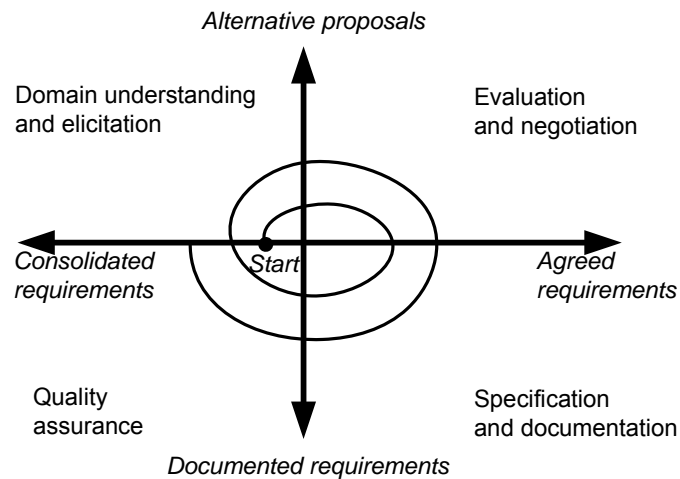 Alternative proposals
Domain understanding
and elicitation
Evaluation
and negotiation
Consolidated
requirements
Start
Agreed
requirements
Quality
assurance
Specification
and documentation
Documented requirements